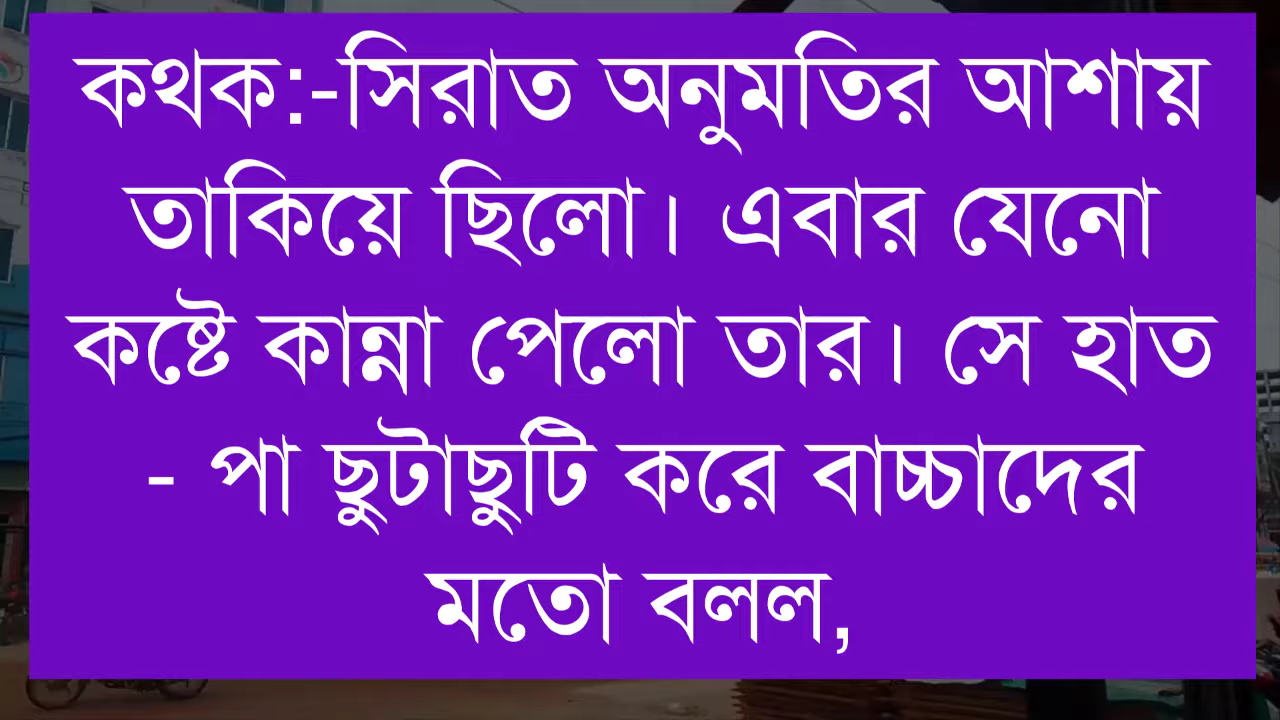 কথক:-সিরাত অনুমতির আশায়
তাকিয়ে ছিলো। এবার যেনো
কষ্টে কান্না পেলো তার। সে হাত
- পা ছুটাছুটি করে বাচ্চাদের
মতো বলল,